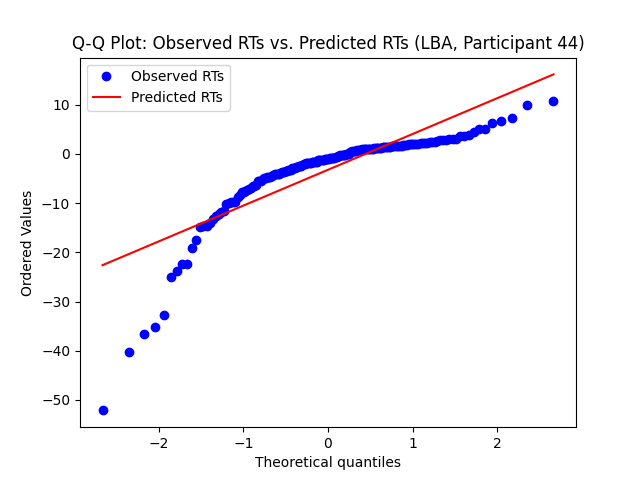 Q-Q Plot: Observed RTs vs. Predicted RTs (LBA, Participant 44)
Observed RTs
Predicted RTs
10
0
−10
−20
−30
−40
−50
Ordered Values
−2
−1
0
1
2
Theoretical quantiles